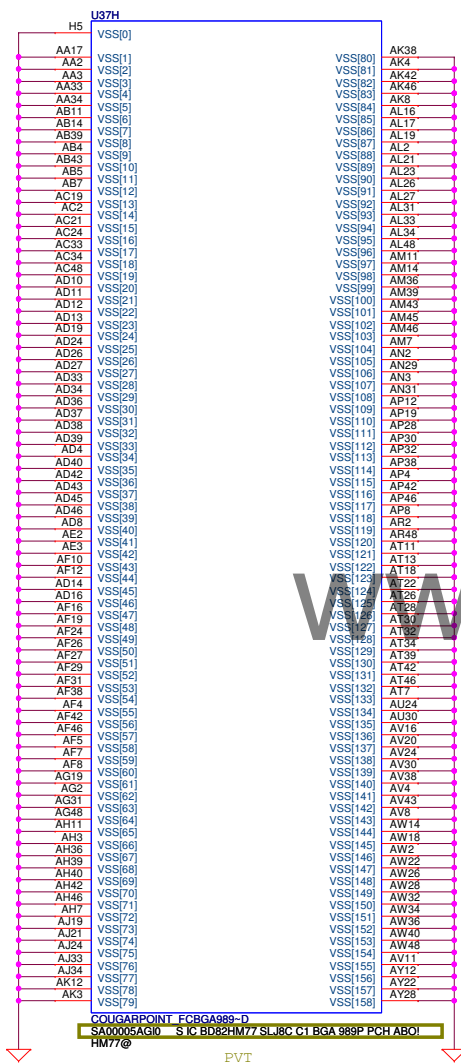 U37H
H5 VSS[0]
AA17 VSS[1] VSS[80] AK38
AA2 VSS[2] VSS[81] AK4
AA3 VSS[3] VSS[82] AK42
AA33 VSS[4] VSS[83] AK46
AA34 VSS[5] VSS[84] AK8
AB11 VSS[6] VSS[85] AL16
AB14 VSS[7] VSS[86] AL17
AB39 VSS[8] VSS[87] AL19
AB4 VSS[9] VSS[88] AL2
AB43 VSS[10] VSS[89] AL21
AB5 VSS[11] VSS[90] AL23
AB7 VSS[12] VSS[91] AL26
AC19 VSS[13] VSS[92] AL27
AC2 VSS[14] VSS[93] AL31
AC21 VSS[15] VSS[94] AL33
AC24 VSS[16] VSS[95] AL34
AC33 VSS[17] VSS[96] AL48
AC34 VSS[18] VSS[97] AM11
AC48 VSS[19] VSS[98] AM14
AD10 VSS[20] VSS[99] AM36
AD11 VSS[21] VSS[100] AM39
AD12 VSS[22] VSS[101] AM43
AD13 VSS[23] VSS[102] AM45
AD19 VSS[24] VSS[103] AM46
AD24 VSS[25] VSS[104] AM7
AD26 VSS[26] VSS[105] AN2
AD27 VSS[27] VSS[106] AN29
AD33 VSS[28] VSS[107] AN3
AD34 VSS[29] VSS[108] AN31
AD36 VSS[30] VSS[109] AP12
AD37 VSS[31] VSS[110] AP19
AD38 VSS[32] VSS[111] AP28
AD39 VSS[33] VSS[112] AP30
AD4 VSS[34] VSS[113] AP32
AD40 VSS[35] VSS[114] AP38
AD42 VSS[36] VSS[115] AP4
AD43 VSS[37] VSS[116] AP42
AD45 VSS[38] VSS[117] AP46
AD46 VSS[39] VSS[118] AP8
AD8 VSS[40] VSS[119] AR2
AE2 VSS[41] VSS[120] AR48
AE3 VSS[42] VSS[121] AT11
AF10 VSS[43] VSS[122] AT13
AF12 VSS[44] VSS[123] AT18
AD14 VSS[45] VSS[124] AT22
AD16 VSS[46] VSS[125] AT26
AF16 VSS[47] VSS[126] AT28
AF19 VSS[48] VSS[127] AT30
AF24 VSS[49] VSS[128] AT32
AF26 VSS[50] VSS[129] AT34
AF27 VSS[51] VSS[130] AT39
AF29 VSS[52] VSS[131] AT42
AF31 VSS[53] VSS[132] AT46
AF38 VSS[54] VSS[133] AT7
AF4 VSS[55] VSS[134] AU24
AF42 VSS[56] VSS[135] AU30
AF46 VSS[57] VSS[136] AV16
AF5 VSS[58] VSS[137] AV20
AF7 VSS[59] VSS[138] AV24
AF8 VSS[60] VSS[139] AV30
AG19 VSS[61] VSS[140] AV38
AG2 VSS[62] VSS[141] AV4
AG31 VSS[63] VSS[142] AV43
AG48 VSS[64] VSS[143] AV8
AH11 VSS[65] VSS[144] AW14
AH3 VSS[66] VSS[145] AW18
AH36 VSS[67] VSS[146] AW2
AH39 VSS[68] VSS[147] AW22
AH40 VSS[69] VSS[148] AW26
AH42 VSS[70] VSS[149] AW28
AH46 VSS[71] VSS[150] AW32
AH7 VSS[72] VSS[151] AW34
AJ19 VSS[73] VSS[152] AW36
AJ21 VSS[74] VSS[153] AW40
AJ24 VSS[75] VSS[154] AW48
AJ33 VSS[76] VSS[155] AV11
AJ34 VSS[77] VSS[156] AY12
AK12 VSS[78] VSS[157] AY22
AK3 VSS[79] VSS[158] AY28
COUGARPOINT_FCBGA989~D
SA00005AGI0 S IC BD82HM77 SLJ8C C1 BGA 989P PCH ABO!
HM77@
PVT